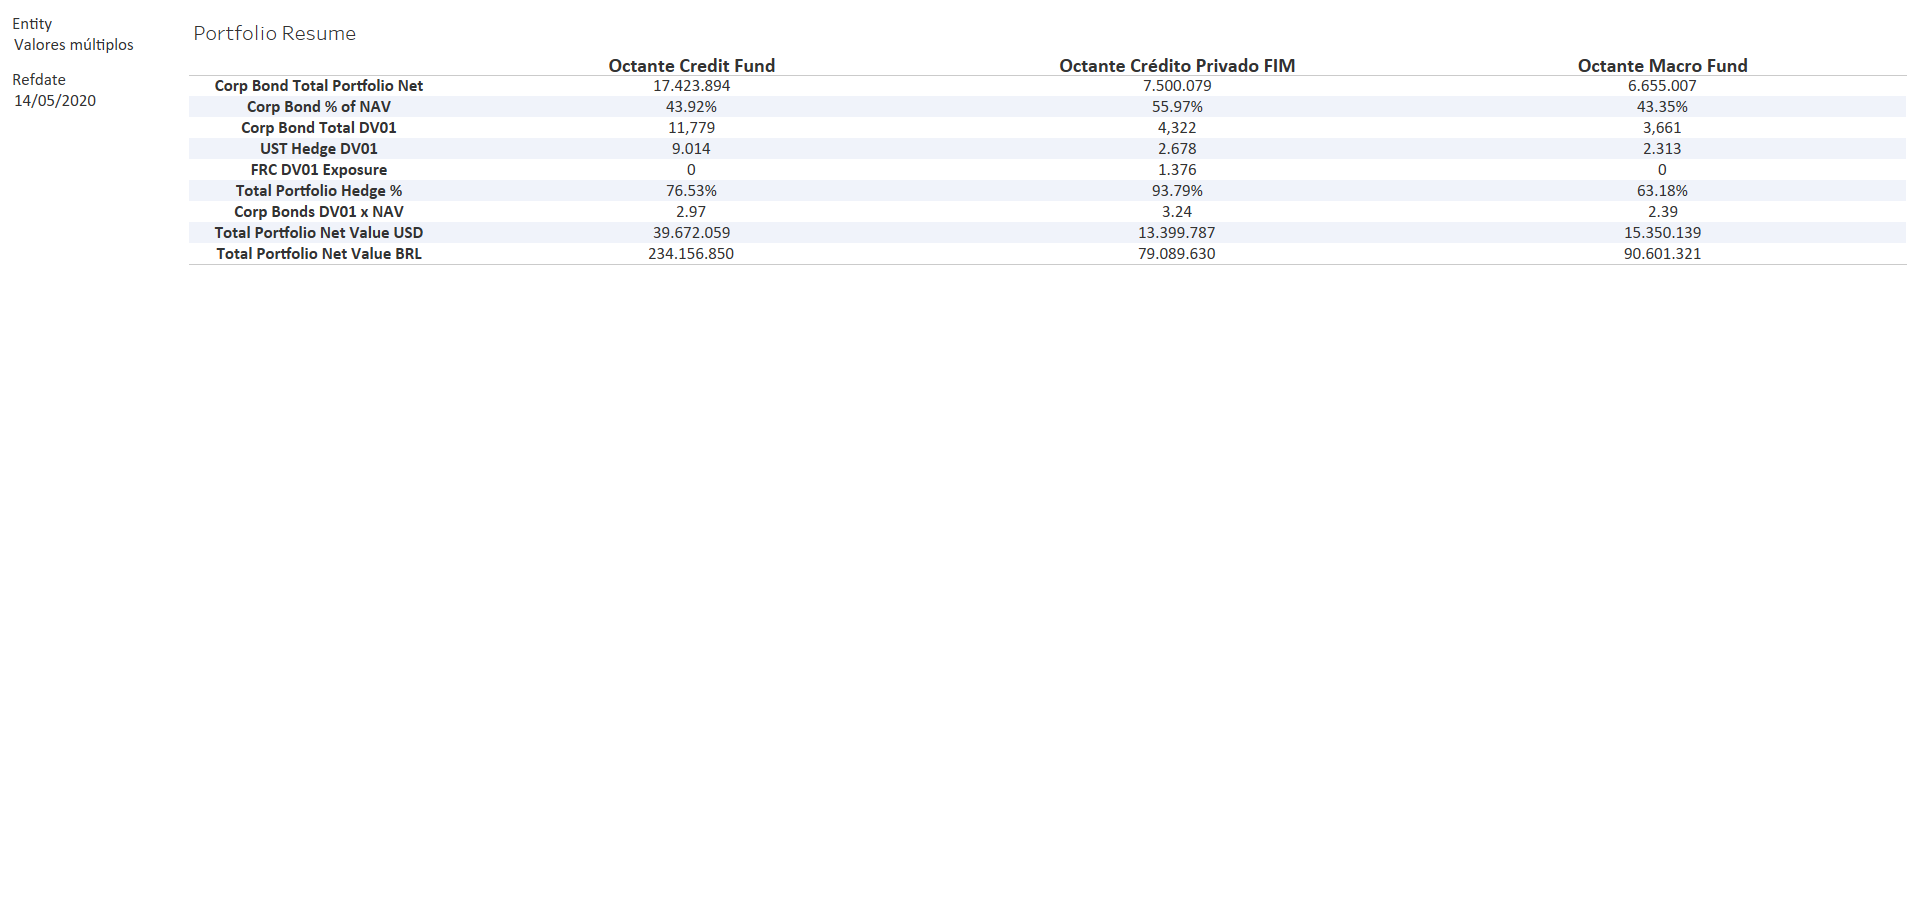 Entity
Valores múltiplos
Refdate
14/05/2020
Portfolio Resume
Octante Credit Fund Octante Crédito Privado FIM Octante Macro Fund
Corp Bond Total Portfolio Net 17.423.894 7.500.079 6.655.007
Corp Bond % of NAV 43.92% 55.97% 43.35%
Corp Bond Total DV01 11,779 4,322 3,661
UST Hedge DV01 9.014 2.678 2.313
FRC DV01 Exposure 0 1.376 0
Total Portfolio Hedge % 76.53% 93.79% 63.18%
Corp Bonds DV01 x NAV 2.97 3.24 2.39
Total Portfolio Net Value USD 39.672.059 13.399.787 15.350.139
Total Portfolio Net Value BRL 234.156.850 79.089.630 90.601.321